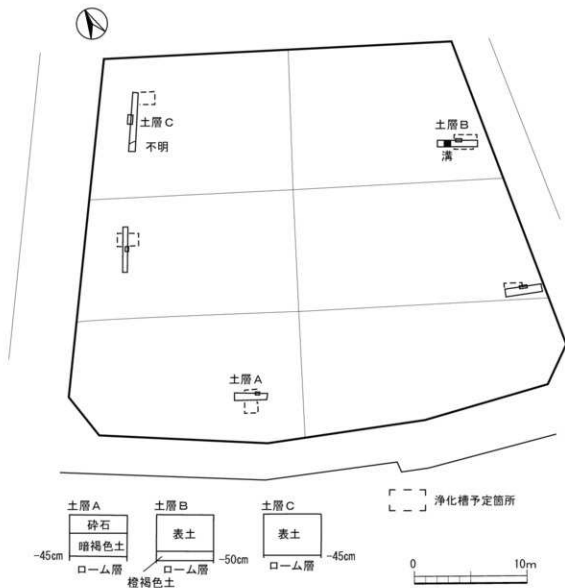 土層C
不明
土層B
溝
土層A
土層A
砕石
暗褐色土
-45cm
ローム層
土層B
表土
-50cm
ローム層
橙褐色土
土層C
表土
-45cm
ローム層
浄化槽予定箇所
0 10m